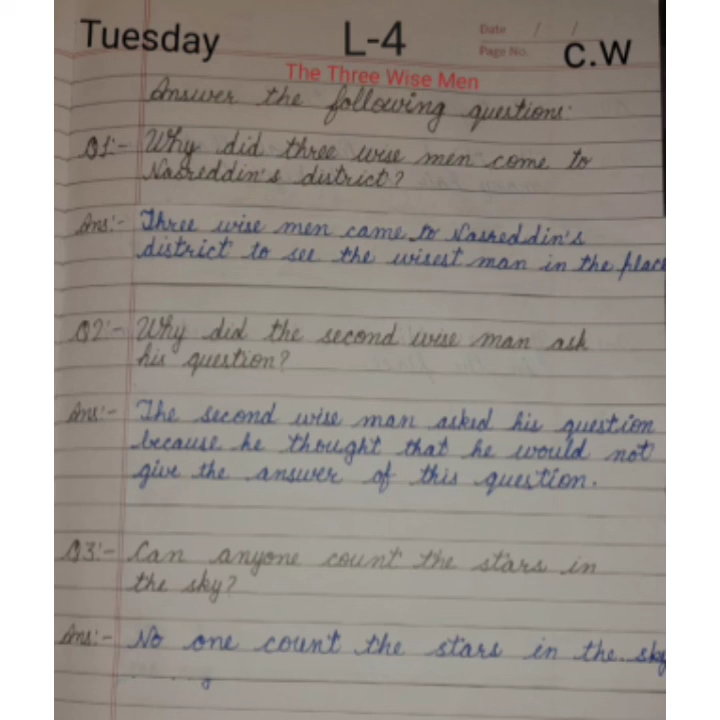 Tuesday L-4 Date / /
Page No. C.W
The Three Wise Men
Answer the following questions:
Q1:- Why did three wise men come to
Nasreddin's district?
Ans:- Three wise men came to Nasreddin's
district to see the wisest man in the plac
Q2:- Why did the second wise man ask
his question?
Ans:- The second wise man asked his question
because he thought that he would not
give the answer of this question.
Q3:- Can anyone count the stars in
the sky?
Ans:- No one count the stars in the sky